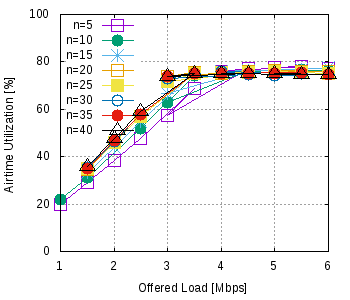 100
80
60
40
20
0
Airtime Utilization [%]
n=5
n=10
n=15
n=20
n=25
n=30
n=35
n=40
1 2 3 4 5 6
Offered Load [Mbps]